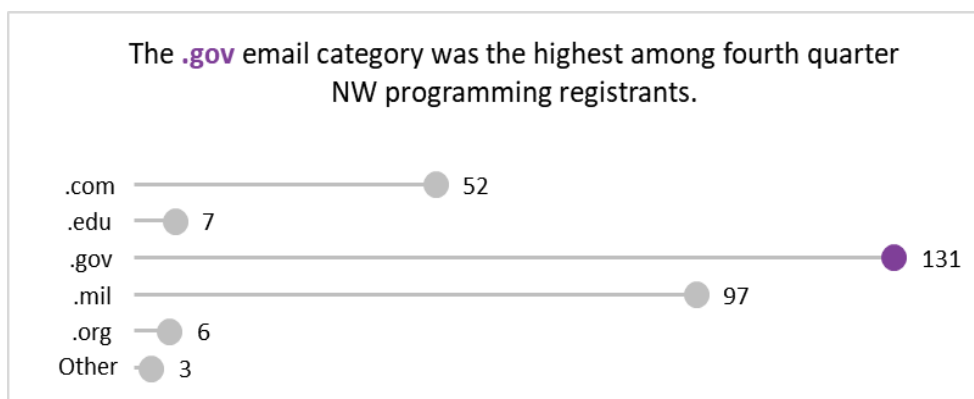 The .gov email category was the highest among fourth quarter
NW programming registrants.
.com 52
.edu 7
.gov 131
.mil 97
.org 6
Other 3